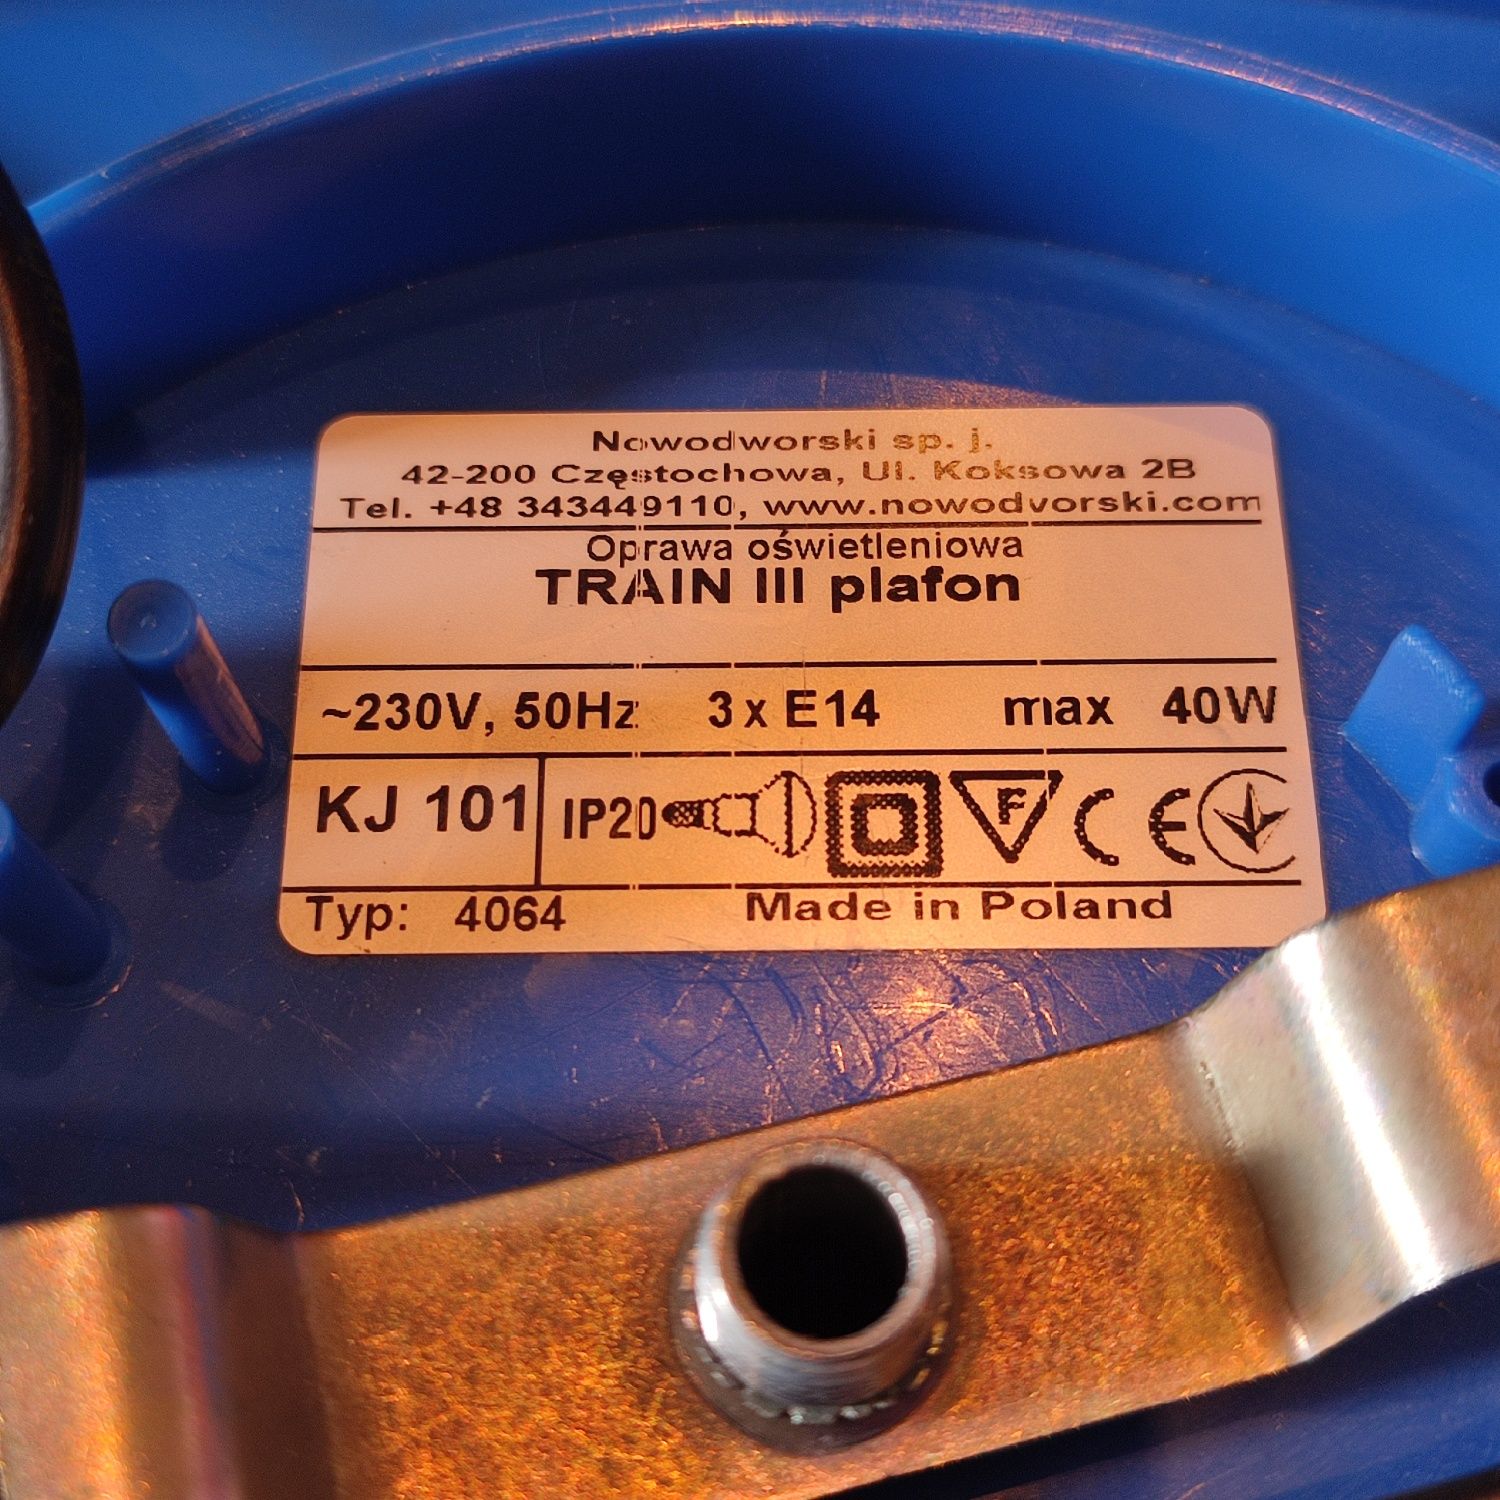 Nowodworski sp. j.
42-200 Częstochowa, Ul. Koksowa 2B
Tel. +48 343449110, www.nowodvorski.com
Oprawa oświetleniowa
TRAIN III plafon
~230V, 50Hz 3 x E14 max 40W
KJ 101 IP20 F CE
Typ: 4064 Made in Poland